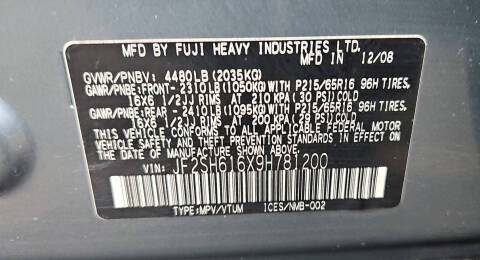 MFD. BY FUJI HEAVY INDUSTRIES LTD.
MADE IN JAPAN 12/08
GVWR/PNBV: 4480LB(2035KG)
GAWR/PNBE:FRONT- 2310LB(1050KG)WITH P215/65R16 96H TIRES,
16X6 1/2JJ RIMS AT 210 KPA(30 PSI)COLD
GAWR/PNBE:REAR - 2410LB(1095KG)WITH P215/65R16 96H TIRES,
16X6 1/2JJ RIMS AT 200 KPA(29 PSI)COLD
THIS VEHICLE CONFORMS TO ALL APPLICABLE FEDERAL MOTOR VEHICLE
SAFETY AND THEFT PREVENTION STANDARDS IN EFFECT ON THE
DATE OF MANUFACTURE SHOWN ABOVE.
VIN: JF2SH616X9H781200
TYPE:MPV/VTUM ICES/NMB-002